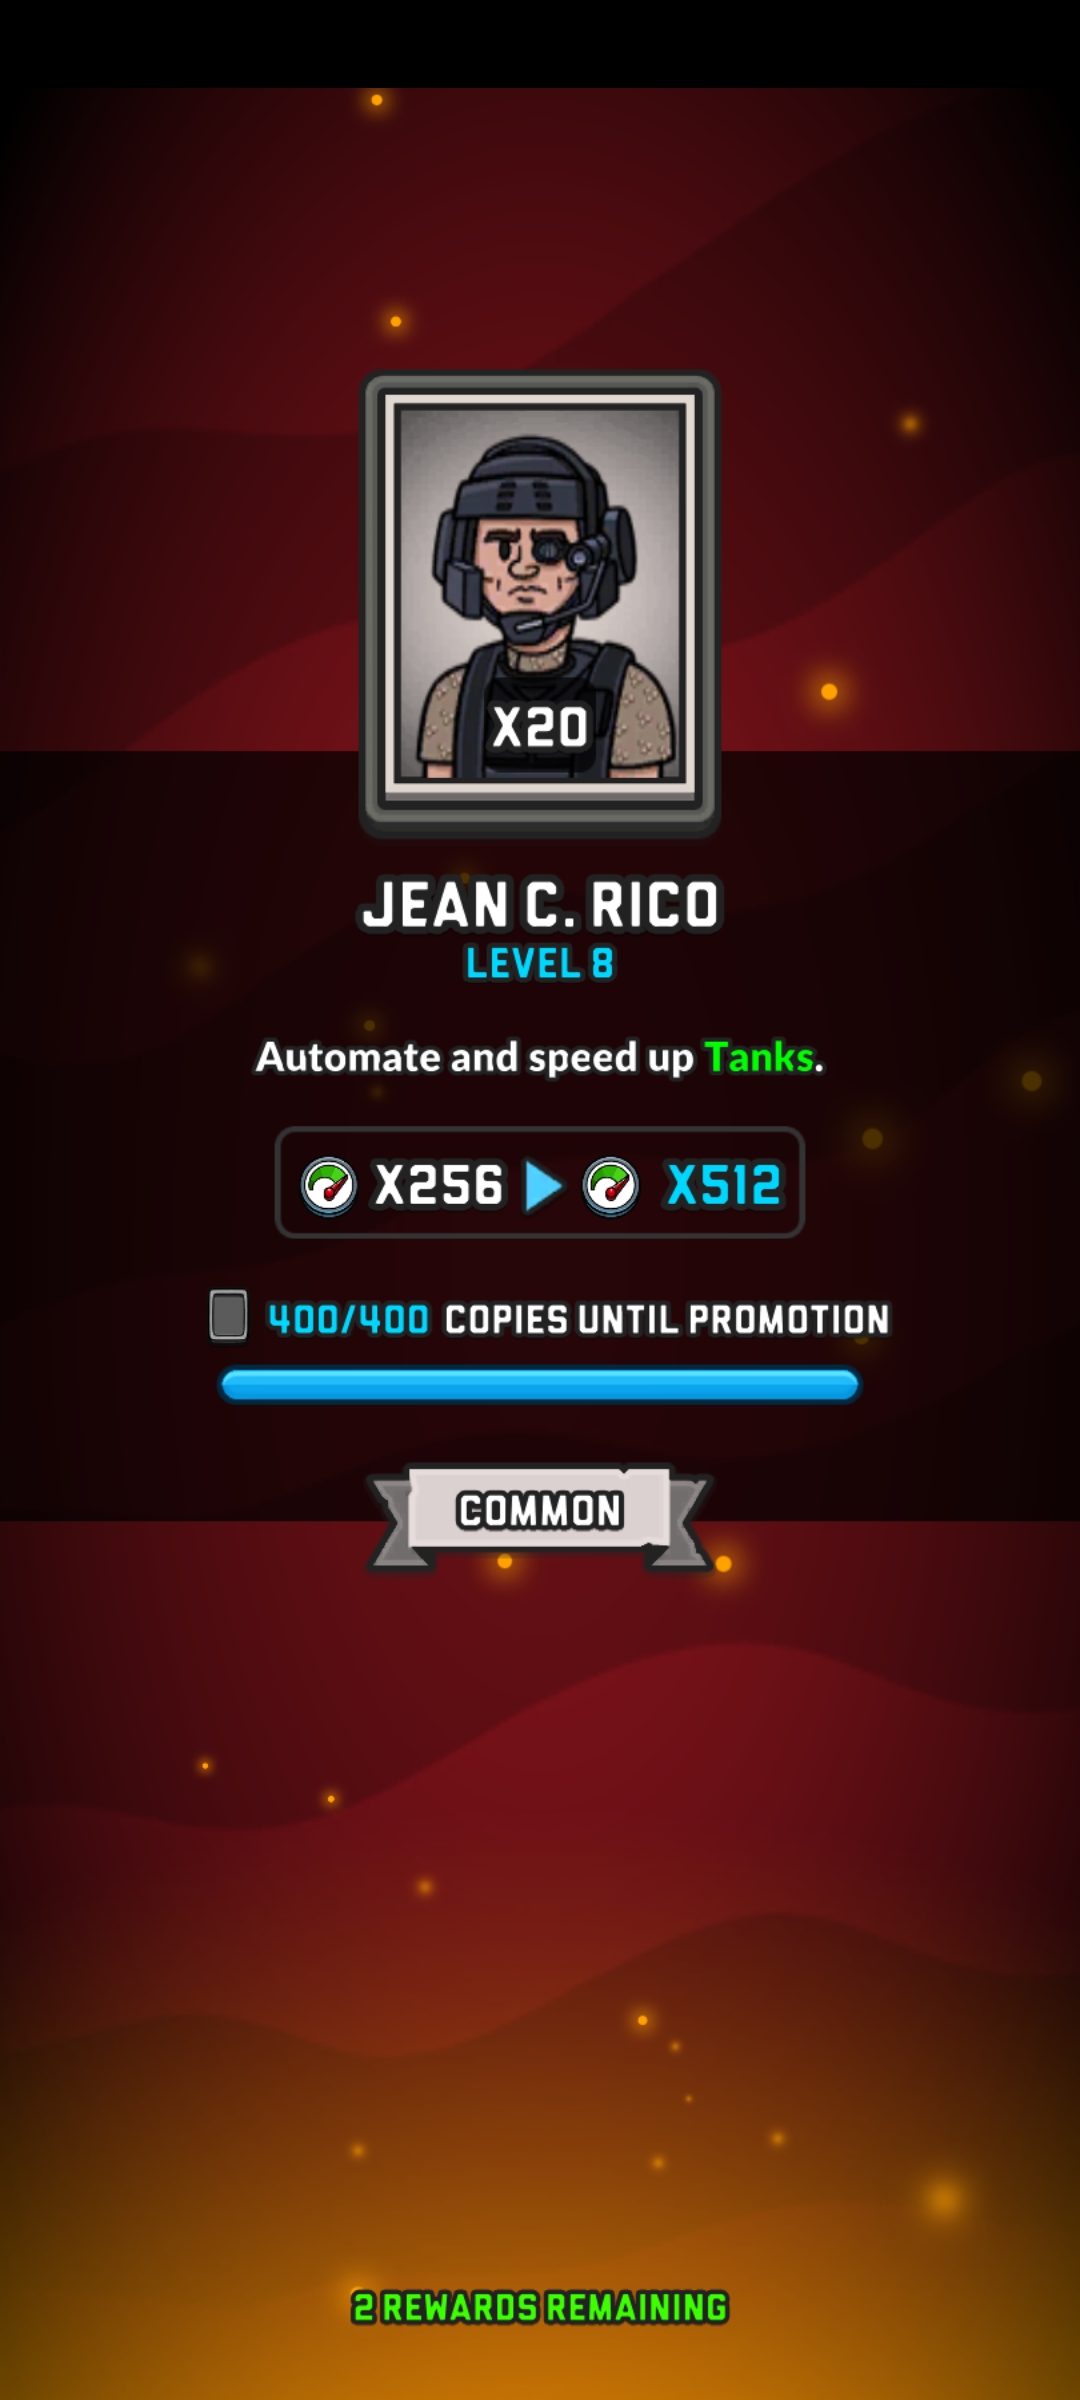 X20
JEAN C. RICO
LEVEL 8
Automate and speed up Tanks.
X256 X512
400/400 COPIES UNTIL PROMOTION
COMMON
2 REWARDS REMAINING